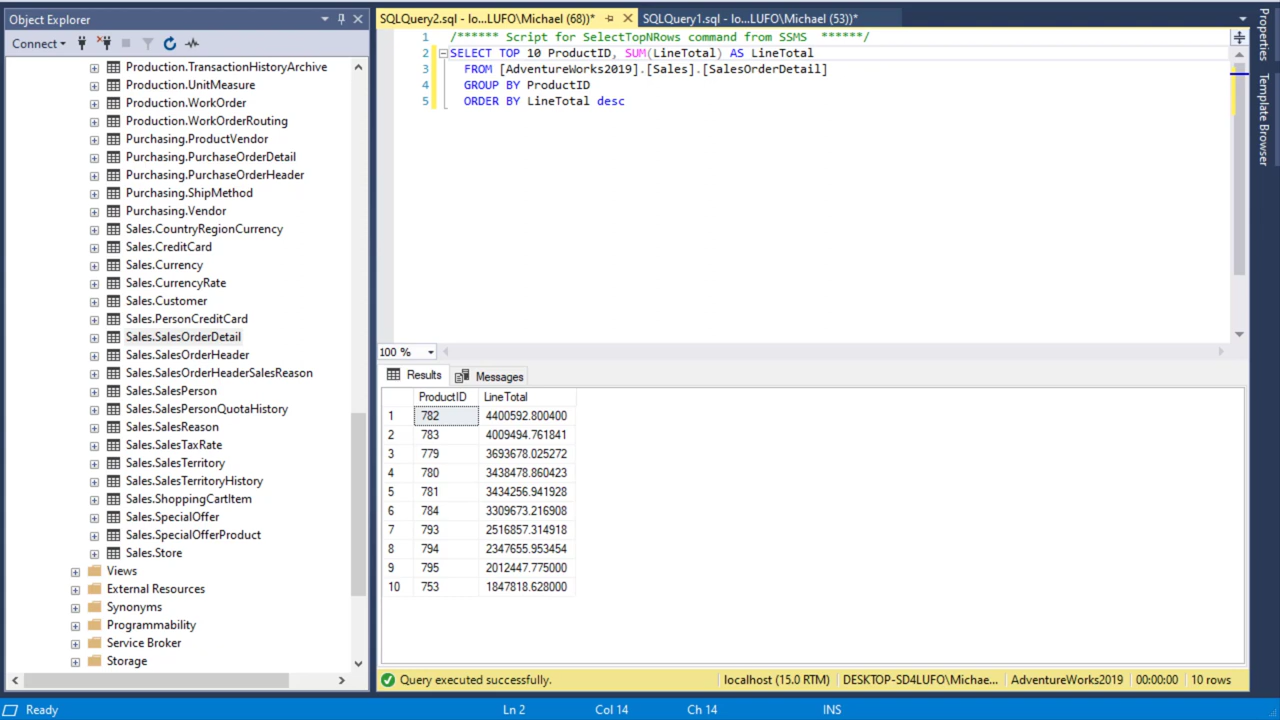 Object Explorer
Connect
Production.TransactionHistoryArchive
Production.UnitMeasure
Production.WorkOrder
Production.WorkOrderRouting
Purchasing.ProductVendor
Purchasing.PurchaseOrderDetail
Purchasing.PurchaseOrderHeader
Purchasing.ShipMethod
Purchasing.Vendor
Sales.CountryRegionCurrency
Sales.CreditCard
Sales.Currency
Sales.CurrencyRate
Sales.Customer
Sales.PersonCreditCard
Sales.SalesOrderDetail
Sales.SalesOrderHeader
Sales.SalesOrderHeaderSalesReason
Sales.SalesPerson
Sales.SalesPersonQuotaHistory
Sales.SalesReason
Sales.SalesTaxRate
Sales.SalesTerritory
Sales.SalesTerritoryHistory
Sales.ShoppingCartItem
Sales.SpecialOffer
Sales.SpecialOfferProduct
Sales.Store
Views
External Resources
Synonyms
Programmability
Service Broker
Storage
SQLQuery2.sql - lo...LUFO\Michael (68))* SQLQuery1.sql - lo...LUFO\Michael (53))*
1 /****** Script for SelectTopNRows command from SSMS ******/
2 SELECT TOP 10 ProductID, SUM(LineTotal) AS LineTotal
3 FROM [AdventureWorks2019].[Sales].[SalesOrderDetail]
4 GROUP BY ProductID
5 ORDER BY LineTotal desc
100 %
Results Messages
ProductID LineTotal
1 782 4400592.800400
2 783 4009494.761841
3 779 3693678.025272
4 780 3438478.860423
5 781 3434256.941928
6 784 3309673.216908
7 793 2516857.314918
8 794 2347655.953454
9 795 2012447.775000
10 753 1847818.628000
Query executed successfully. localhost (15.0 RTM) DESKTOP-SD4LUFO\Michae... AdventureWorks2019 00:00:00 10 rows
Properties
Template Browser
Ready Ln 2 Col 14 Ch 14 INS